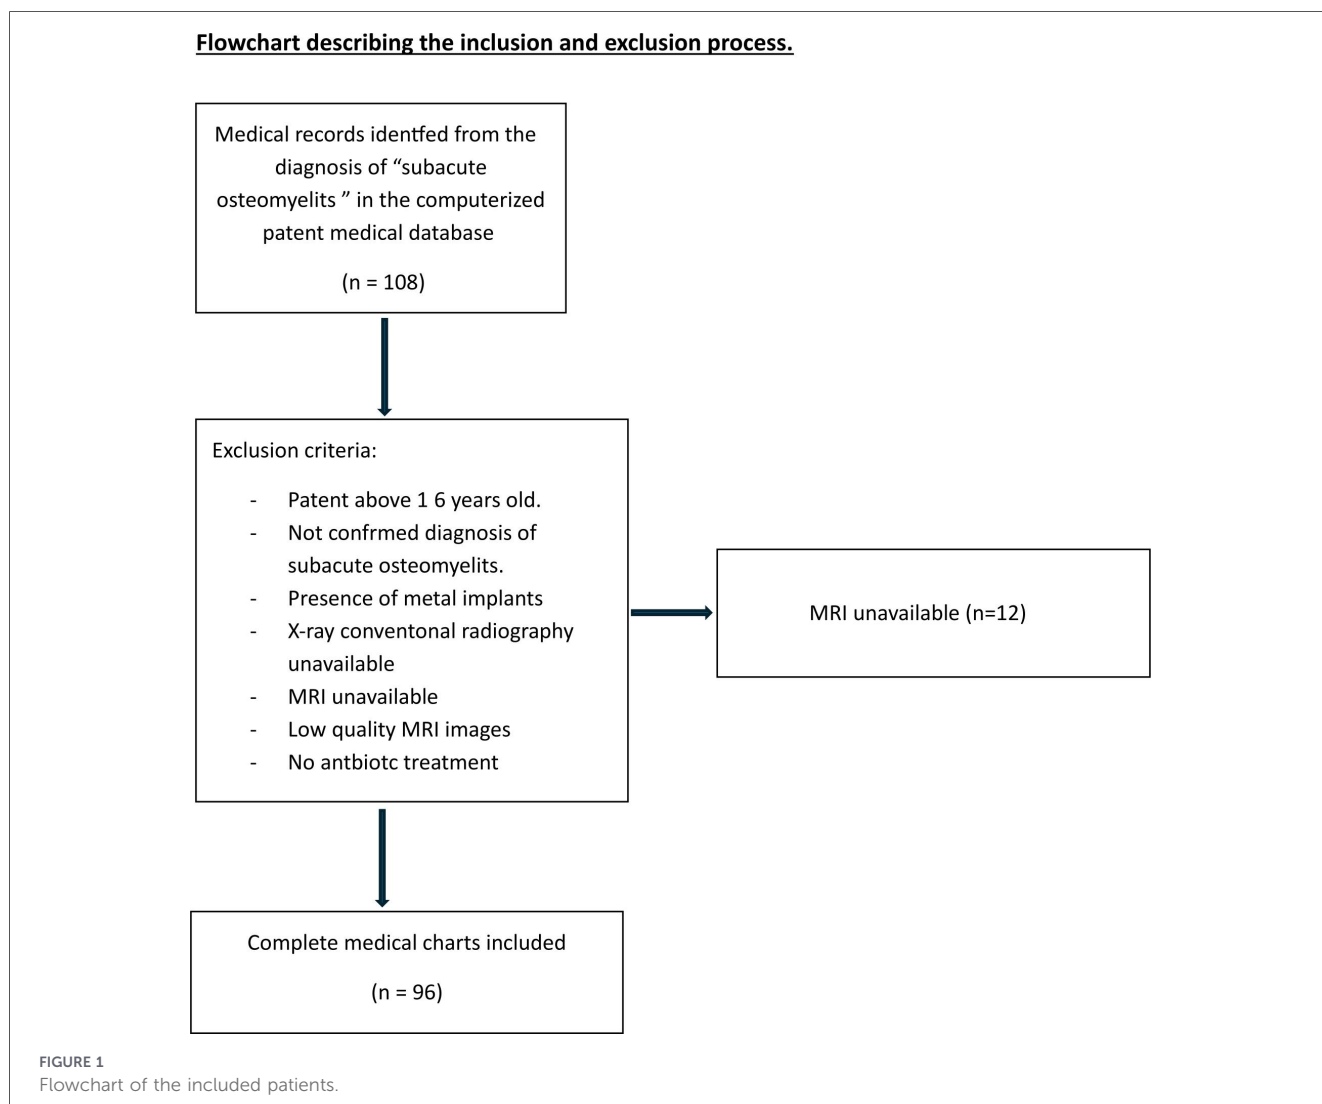 Flowchart describing the inclusion and exclusion process.
Medical records identfed from the
diagnosis of “subacute
osteomyelits ” in the computerized
patent medical database
(n = 108)
Exclusion criteria:
- Patent above 1 6 years old.
- Not confrmed diagnosis of
subacute osteomyelits.
- Presence of metal implants
- X-ray conventonal radiography
unavailable
- MRI unavailable
- Low quality MRI images
- No antbiotc treatment
MRI unavailable (n=12)
Complete medical charts included
(n = 96)
FIGURE 1
Flowchart of the included patients.